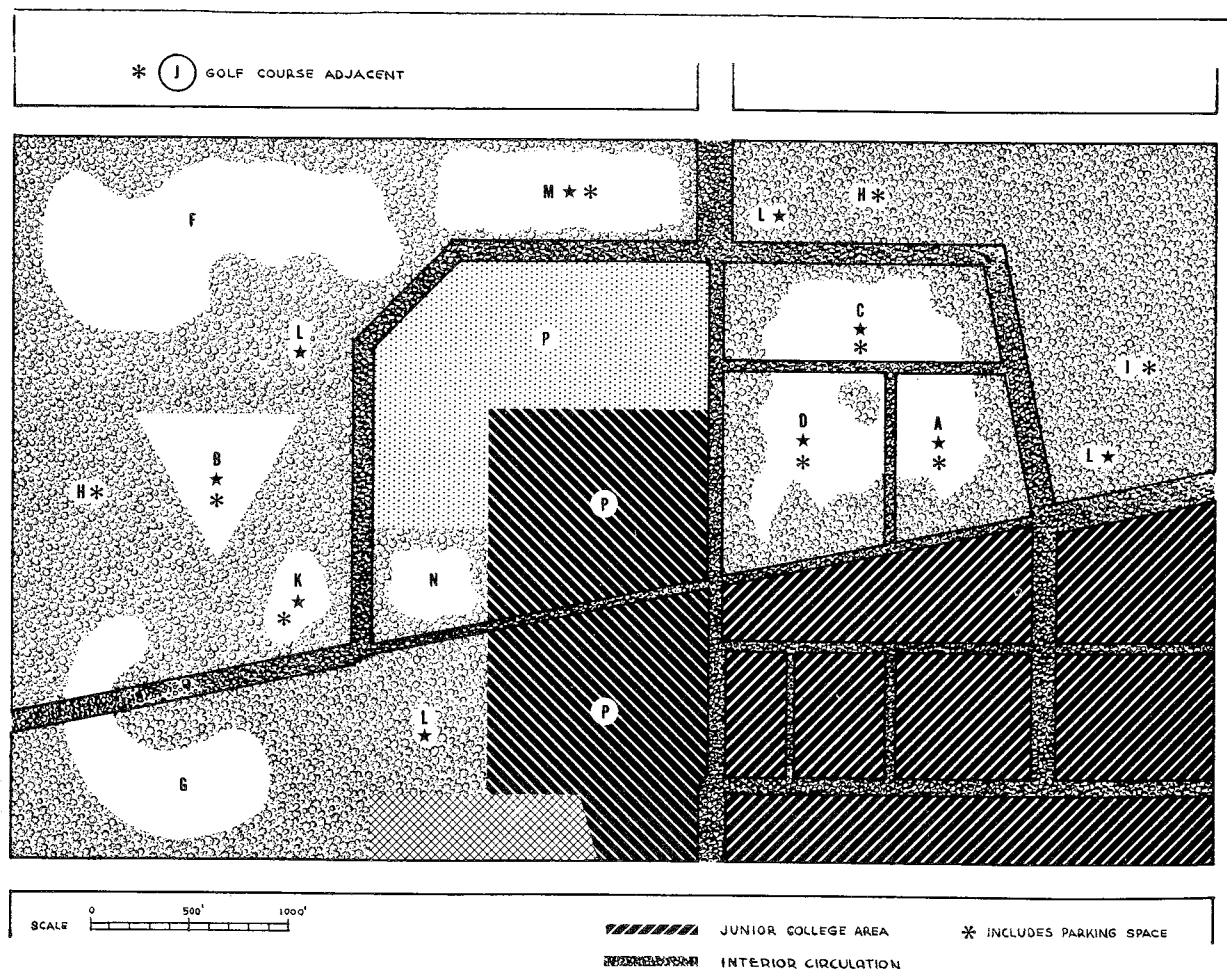 * J GOLF COURSE ADJACENT
F
M ★ *
L ★
H *
C
★
*
L
★
P
I *
D
★
*
A
★
*
B
★
*
L ★
H *
P
K
★
*
N
L
★
P
G
SCALE 0 500' 1000'
JUNIOR COLLEGE AREA
* INCLUDES PARKING SPACE
INTERIOR CIRCULATION